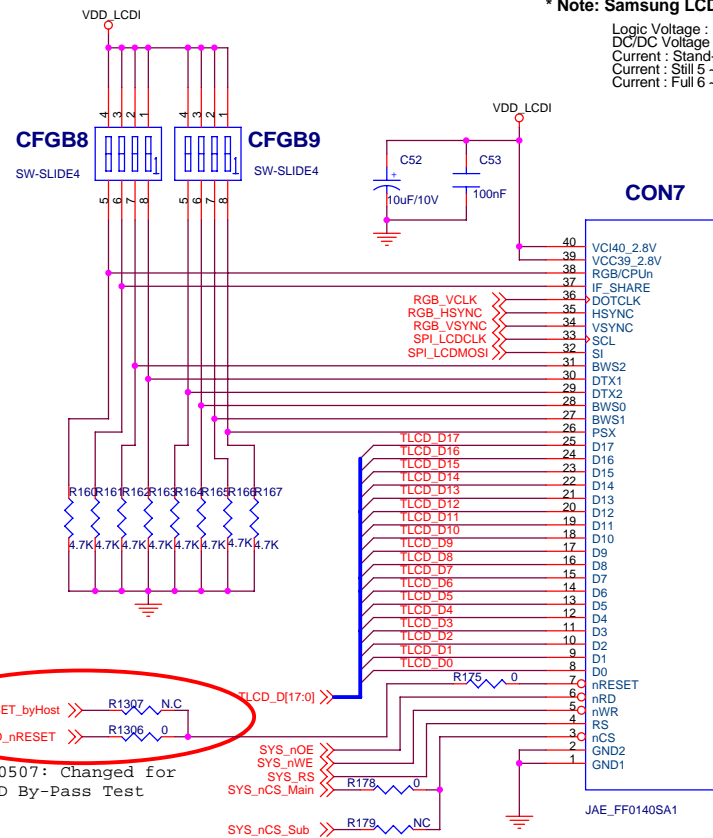 * Note: Samsung LCD
Logic Voltage :
DC/DC Voltage
Current : Stand-
Current : Still 5 -
Current : Full 6 -
VDD_LCDI
4 3 2 1
4 3 2 1
CFGB8
SW-SLIDE4
1
1
CFGB9
SW-SLIDE4
5 6 7 8
5 6 7 8
VDD_LCDI
C52
10uF/10V
+
C53
100nF
CON7
40 VCI40_2.8V
39 VCC39_2.8V
38 RGB/CPUn
37 IF_SHARE
RGB_VCLK 36 DOTCLK
RGB_HSYNC 35 HSYNC
RGB_VSYNC 34 VSYNC
SPI_LCDCLK 33 SCL
SPI_LCDMOSI 32 SI
31 BWS2
30 DTX1
29 DTX2
28 BWS0
27 BWS1
26 PSX
TLCD_D17 25 D17
TLCD_D16 24 D16
TLCD_D15 23 D15
TLCD_D14 22 D14
TLCD_D13 21 D13
TLCD_D12 20 D12
TLCD_D11 19 D11
TLCD_D10 18 D10
TLCD_D9 17 D9
TLCD_D8 16 D8
TLCD_D7 15 D7
TLCD_D6 14 D6
TLCD_D5 13 D5
TLCD_D4 12 D4
TLCD_D3 11 D3
TLCD_D2 10 D2
TLCD_D1 9 D1
TLCD_D0 8 D0
R160 R161 R162 R163 R164 R165 R166 R167
4.7K 4.7K 4.7K 4.7K 4.7K 4.7K 4.7K 4.7K
R175 0
7 nRESET
6 nRD
5 nWR
4 RS
3 nCS
2 GND2
1 GND1
TLCD_D[17:0]
SET_byHost R1307 N.C
D_nRESET R1306 0
0507: Changed for
D By-Pass Test
SYS_nOE
SYS_nWE
SYS_RS
SYS_nCS_Main R178 0
SYS_nCS_Sub R179 NC
JAE_FF0140SA1